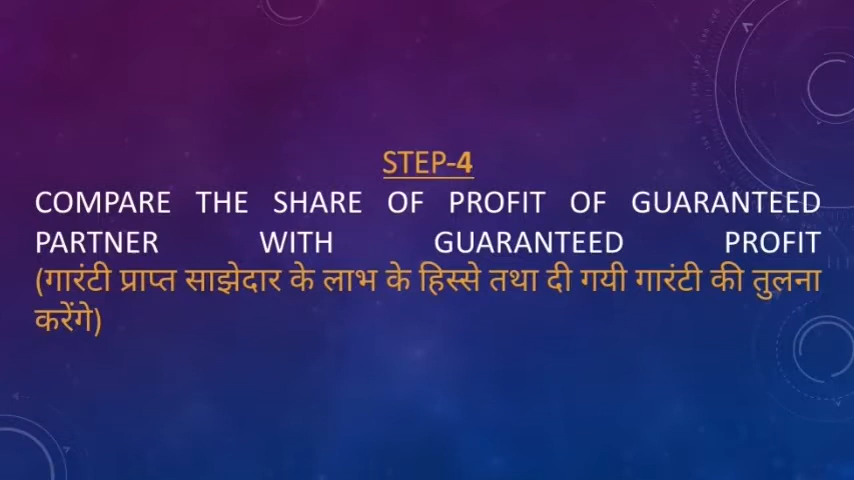 STEP-4
COMPARE THE SHARE OF PROFIT OF GUARANTEED
PARTNER WITH GUARANTEED PROFIT
(गारंटी प्राप्त साझेदार के लाभ के हिस्से तथा दी गयी गारंटी की तुलना
करेंगे)